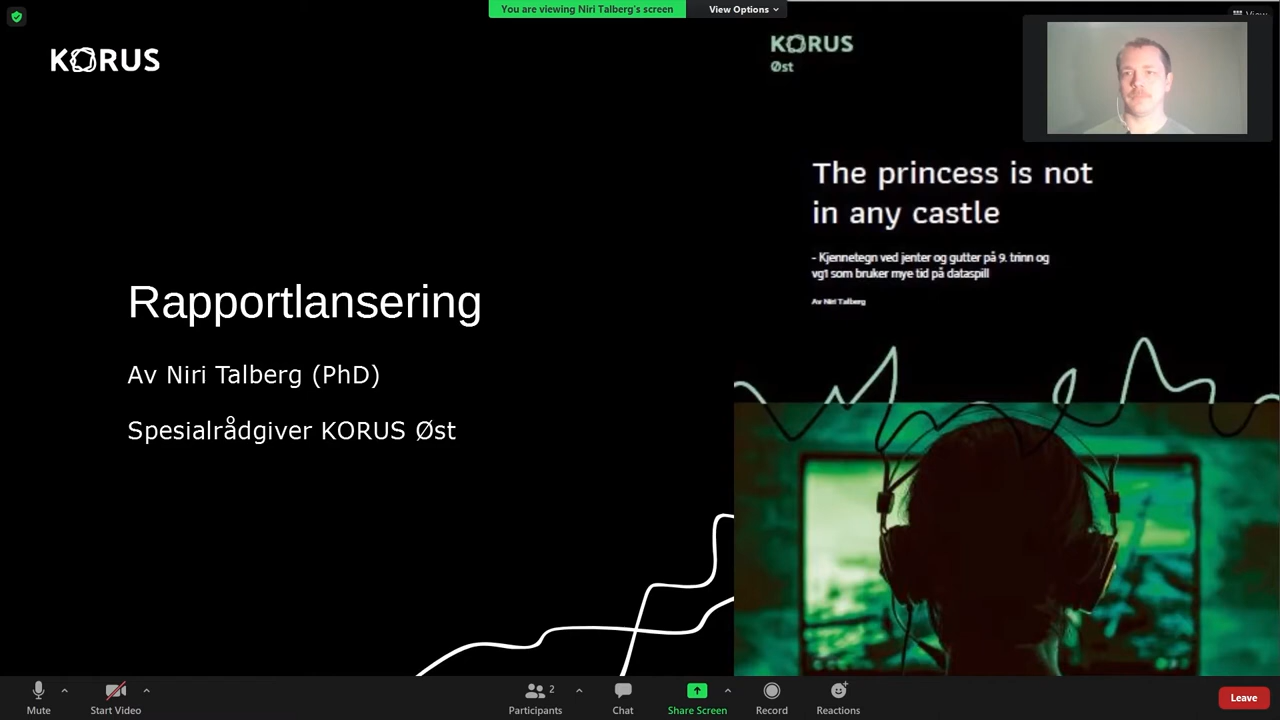 You are viewing Niri Talberg's screen
View Options
View
KORUS
KORUS
Øst
The princess is not
in any castle
- Kjennetegn ved jenter og gutter på 9. trinn og
vg1 som bruker mye tid på dataspill
Av Niri Talberg
Rapportlansering
Av Niri Talberg (PhD)
Spesialrådgiver KORUS Øst
Mute
Start Video
Participants
2
Chat
Share Screen
Record
Reactions
Leave